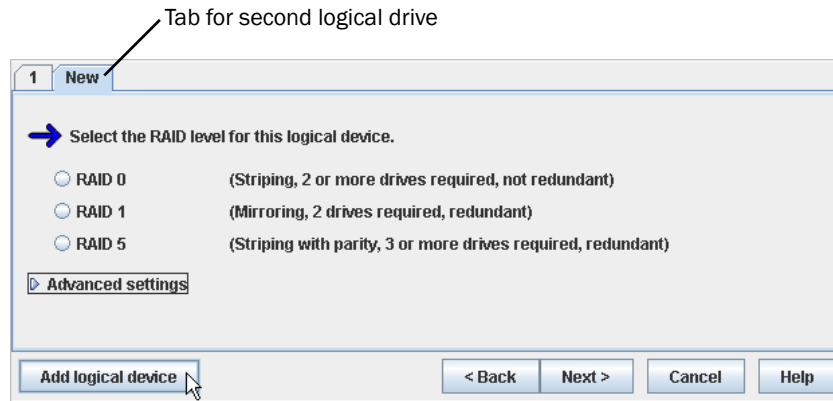 Tab for second logical drive
1 New
Select the RAID level for this logical device.
RAID 0 (Striping, 2 or more drives required, not redundant)
RAID 1 (Mirroring, 2 drives required, redundant)
RAID 5 (Striping with parity, 3 or more drives required, redundant)
Advanced settings
Add logical device < Back Next > Cancel Help